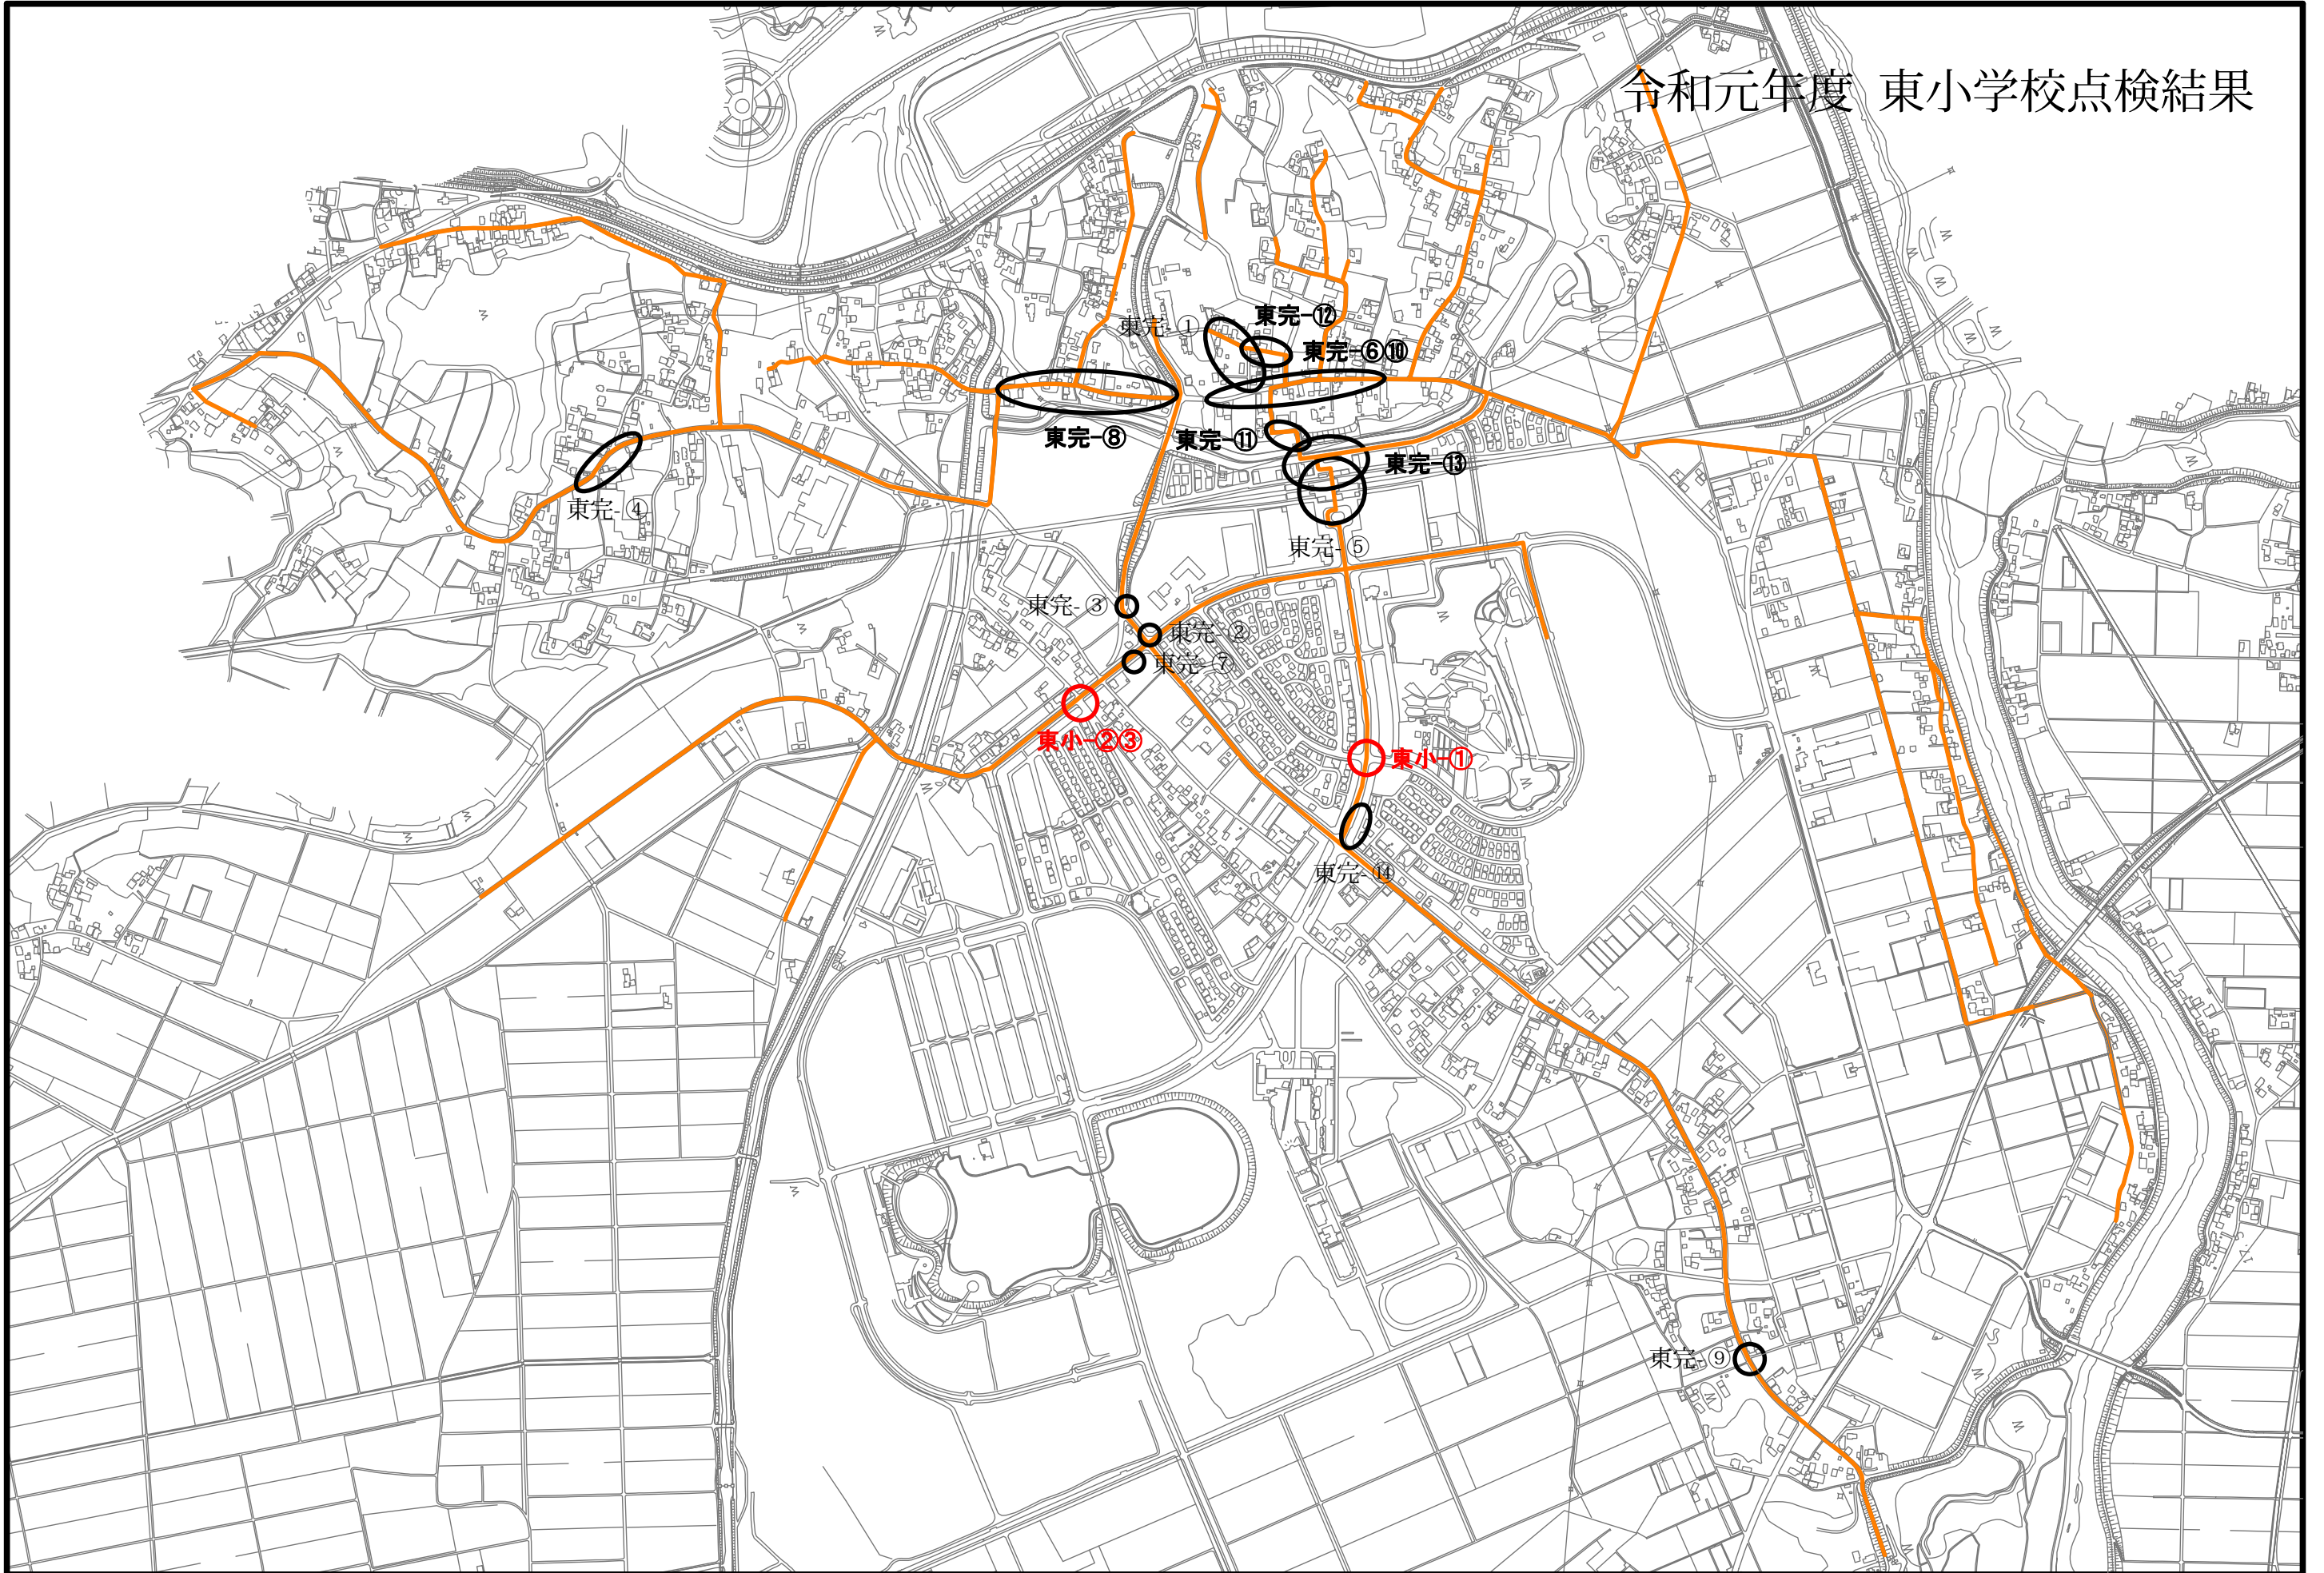 令和元年度 東小学校点検結果
東完-①
東完-⑫
東完-⑥⑩
東完-⑧
東完-⑪
東完-⑬
東完-④
東完-⑤
東完-③
東完-②
東完-⑦
東小-②③
東小-①
東完-⑭
東完-⑨